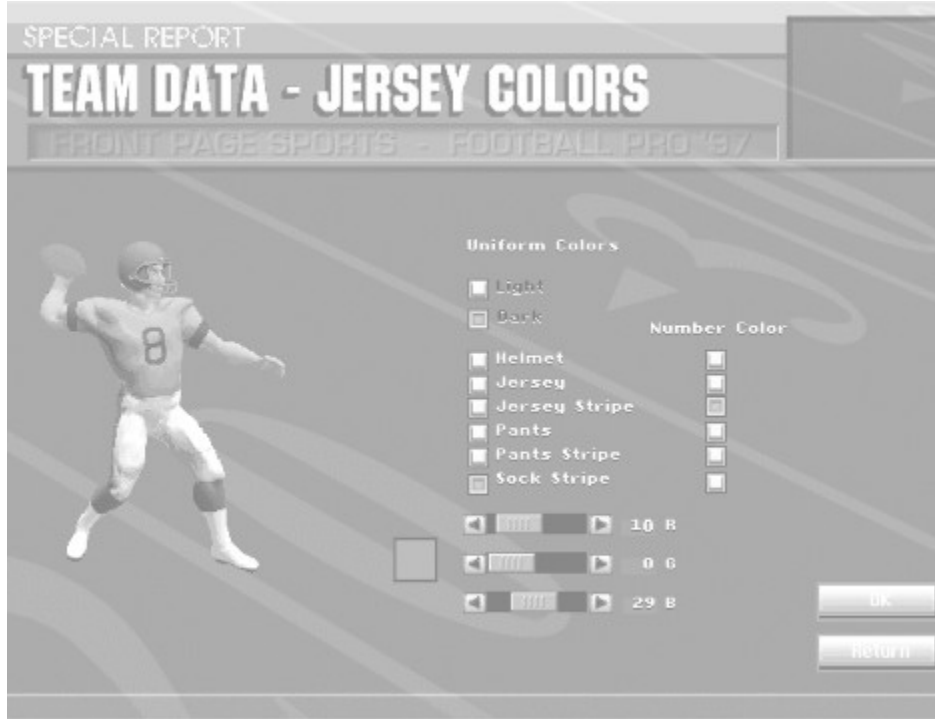 SPECIAL REPORT
TEAM DATA - JERSEY COLORS
FRONT PAGE SPORTS - FOOTBALL PRO '97
Uniform Colors
Light
Dark
Number Color
Helmet
Jersey
Jersey Stripe
Pants
Pants Stripe
Sock Stripe
8
10 R
0 G
29 B
OK
Return